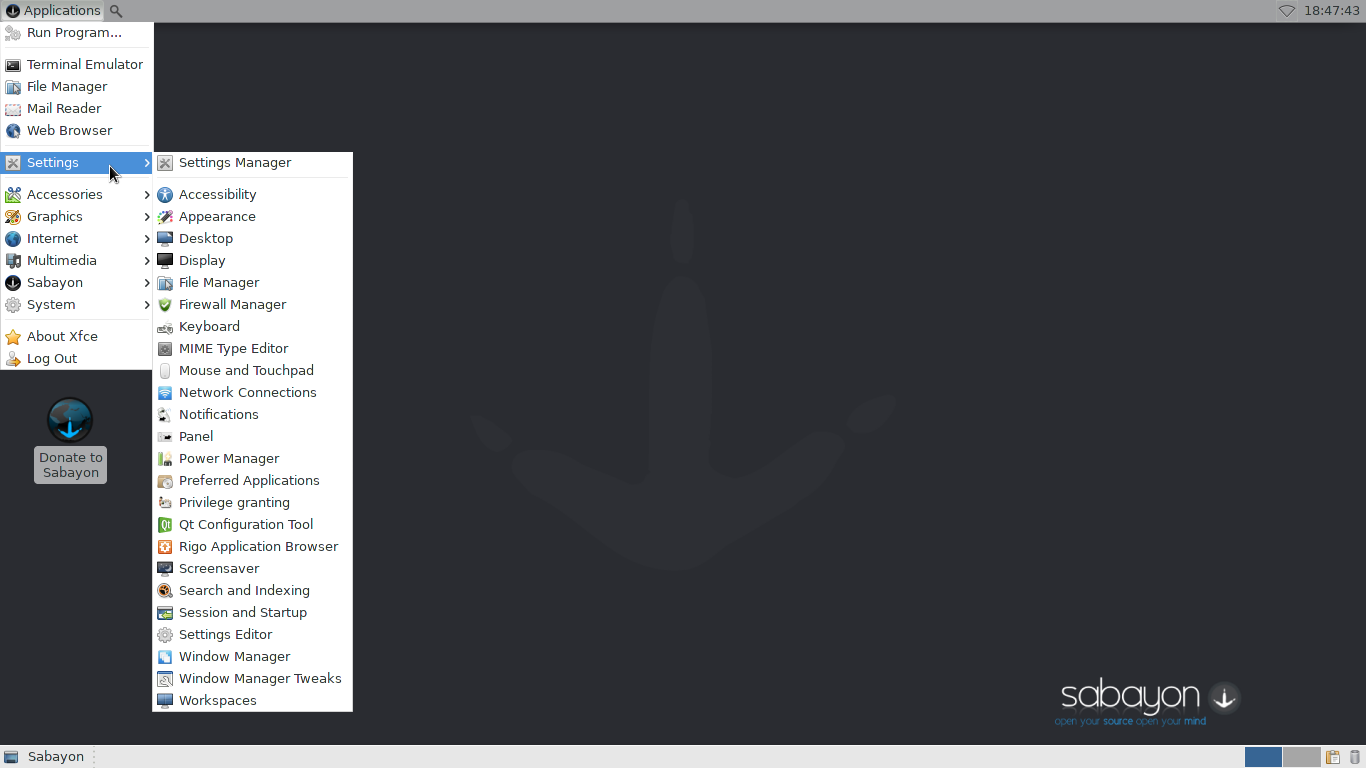 Applications
18:47:43
Run Program...
Terminal Emulator
File Manager
Mail Reader
Web Browser
Settings
Accessories
Graphics
Internet
Multimedia
Sabayon
System
About Xfce
Log Out
Settings Manager
Accessibility
Appearance
Desktop
Display
File Manager
Firewall Manager
Keyboard
MIME Type Editor
Mouse and Touchpad
Network Connections
Notifications
Panel
Power Manager
Preferred Applications
Privilege granting
Qt Configuration Tool
Rigo Application Browser
Screensaver
Search and Indexing
Session and Startup
Settings Editor
Window Manager
Window Manager Tweaks
Workspaces
Donate to
Sabayon
sabayon
open your source open your mind
Sabayon